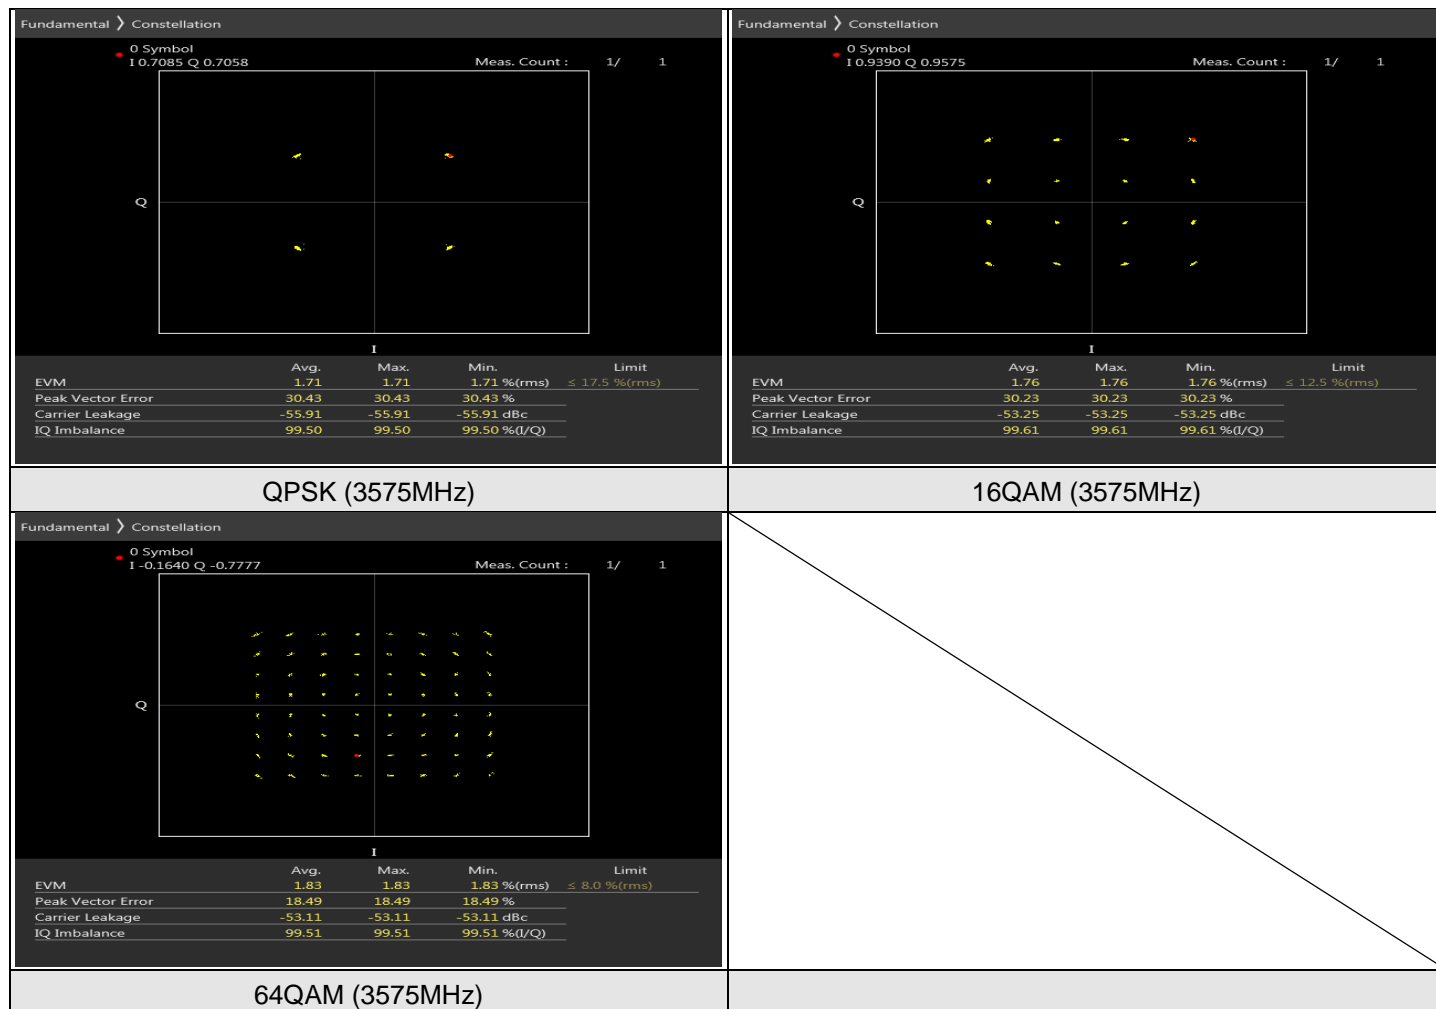 Fundamental ❯ Constellation
0 Symbol
I 0.7085 Q 0.7058 Meas. Count : 1/ 1
Q
I
Avg. Max. Min. Limit
EVM 1.71 1.71 1.71 %(rms) ≤ 17.5 %(rms)
Peak Vector Error 30.43 30.43 30.43 %
Carrier Leakage -55.91 -55.91 -55.91 dBc
IQ Imbalance 99.50 99.50 99.50 %(I/Q)
QPSK (3575MHz)
Fundamental ❯ Constellation
0 Symbol
I 0.9390 Q 0.9575 Meas. Count : 1/ 1
Q
I
Avg. Max. Min. Limit
EVM 1.76 1.76 1.76 %(rms) ≤ 12.5 %(rms)
Peak Vector Error 30.23 30.23 30.23 %
Carrier Leakage -53.25 -53.25 -53.25 dBc
IQ Imbalance 99.61 99.61 99.61 %(I/Q)
16QAM (3575MHz)
Fundamental ❯ Constellation
0 Symbol
I -0.1640 Q -0.7777 Meas. Count : 1/ 1
Q
I
Avg. Max. Min. Limit
EVM 1.83 1.83 1.83 %(rms) ≤ 8.0 %(rms)
Peak Vector Error 18.49 18.49 18.49 %
Carrier Leakage -53.11 -53.11 -53.11 dBc
IQ Imbalance 99.51 99.51 99.51 %(I/Q)
64QAM (3575MHz)